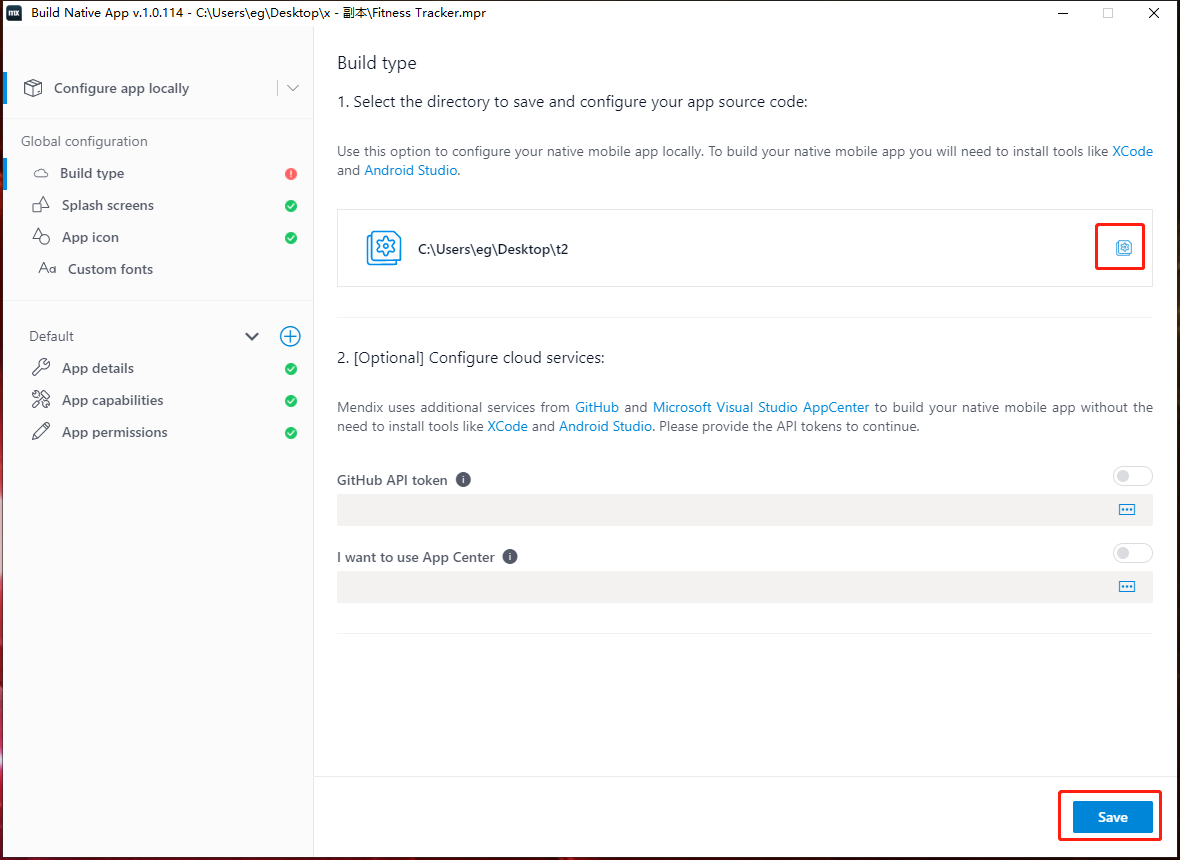 mx Build Native App v.1.0.114 - C:\Users\eg\Desktop\x - 副本\Fitness Tracker.mpr
Configure app locally
Global configuration
Build type
Splash screens
App icon
Aa Custom fonts
Default
App details
App capabilities
App permissions
Build type
1. Select the directory to save and configure your app source code:
Use this option to configure your native mobile app locally. To build your native mobile app you will need to install tools like XCode
and Android Studio.
C:\Users\eg\Desktop\t2
2. [Optional] Configure cloud services:
Mendix uses additional services from GitHub and Microsoft Visual Studio AppCenter to build your native mobile app without the
need to install tools like XCode and Android Studio. Please provide the API tokens to continue.
GitHub API token
I want to use App Center
Save